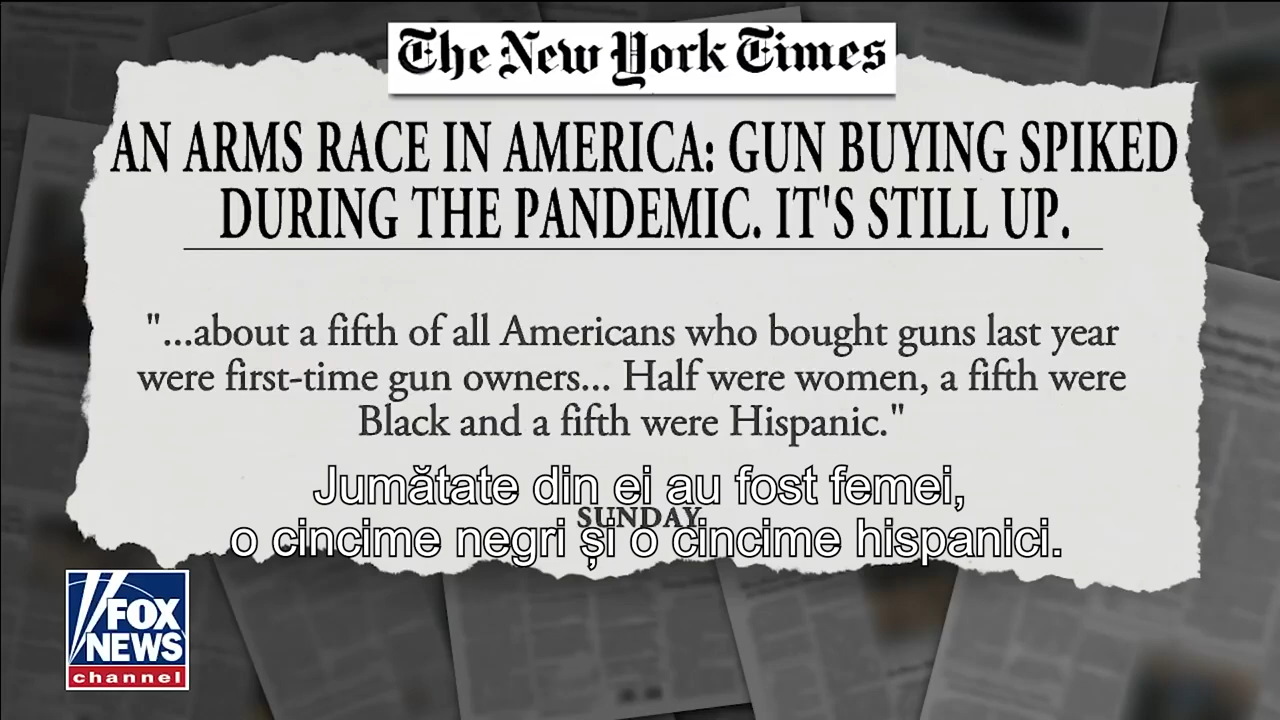 The New York Times
AN ARMS RACE IN AMERICA: GUN BUYING SPIKED
DURING THE PANDEMIC. IT'S STILL UP.
"...about a fifth of all Americans who bought guns last year
were first-time gun owners... Half were women, a fifth were
Black and a fifth were Hispanic."
Jumătate din ei au fost femei,
SUNDAY
o cincime negri și o cincime hispanici.
FOX
NEWS
channel